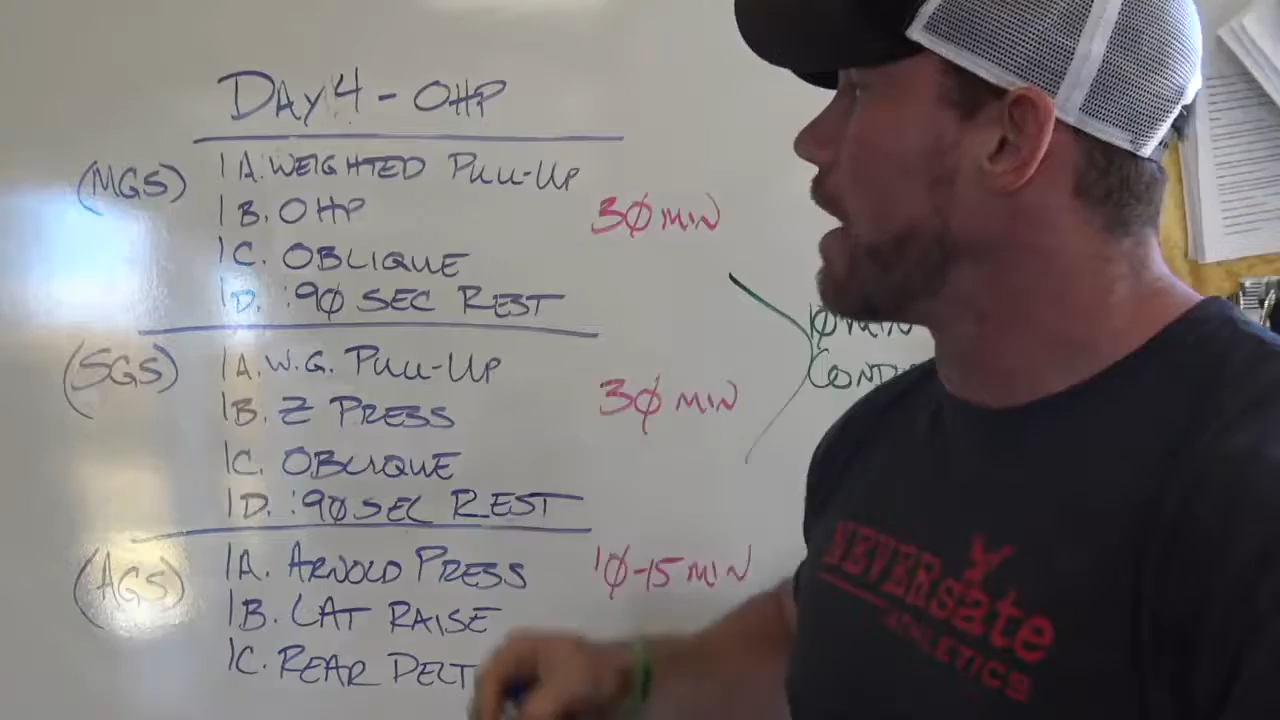 DAY 4 - OHP
(MGS)
1A. WEIGHTED PULL-UP
1B. OHP
1C. OBLIQUE
1D. :90 SEC REST
30 MIN
(SGS)
1A. W.G. PULL-UP
1B. Z PRESS
1C. OBLIQUE
1D. :90 SEC REST
30 MIN
10 MIN
(AGS)
1A. ARNOLD PRESS
1B. LAT RAISE
1C. REAR DELT
10-15 MIN
NEVERsate
ATHLETICS